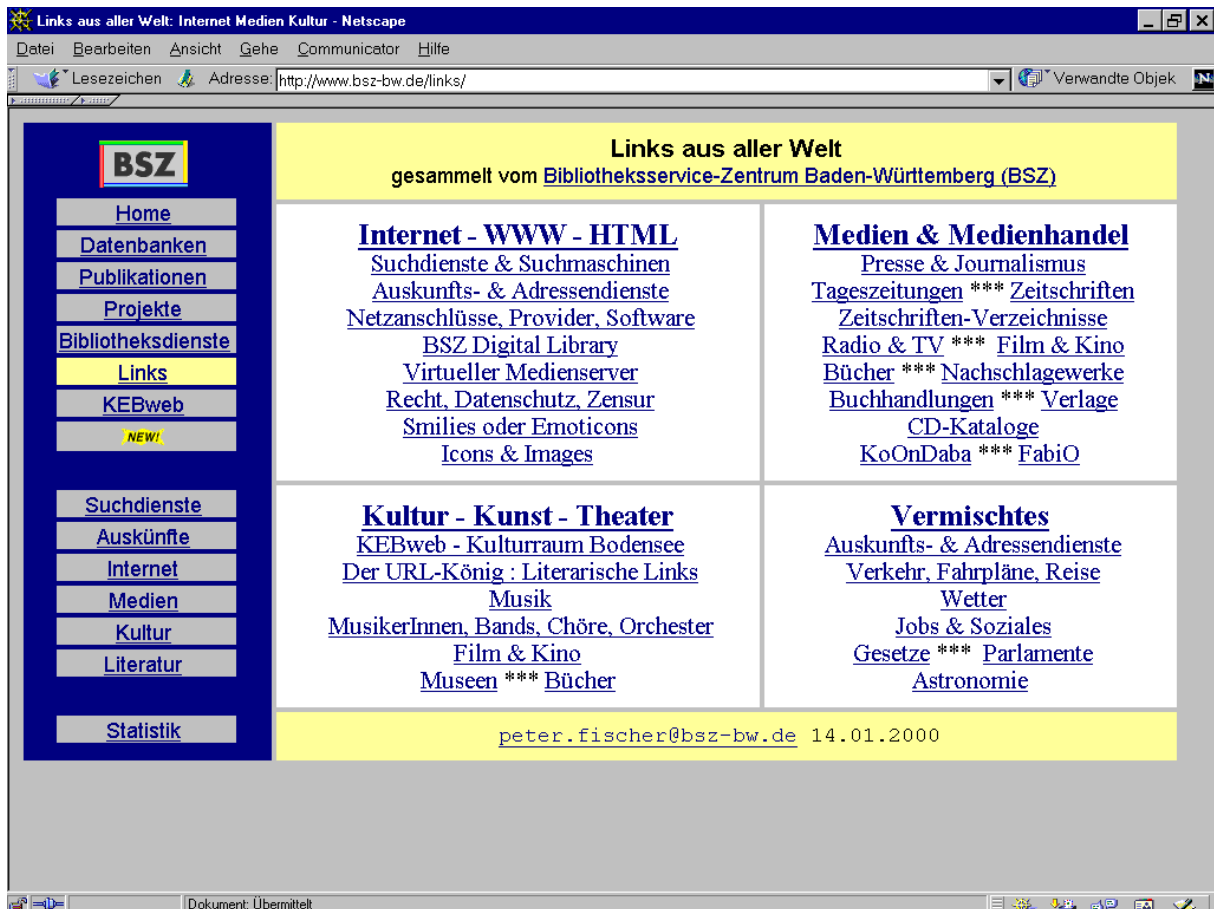 Links aus aller Welt: Internet Medien Kultur - Netscape
Datei Bearbeiten Ansicht Gehe Communicator Hilfe
Lesezeichen Adresse: http://www.bsz-bw.de/links/ Verwandte Objek N
BSZ
Home
Datenbanken
Publikationen
Projekte
Bibliotheksdienste
Links
KEBweb
NEW!
Suchdienste
Auskünfte
Internet
Medien
Kultur
Literatur
Statistik
Links aus aller Welt
gesammelt vom Bibliotheksservice-Zentrum Baden-Württemberg (BSZ)
Internet - WWW - HTML
Suchdienste & Suchmaschinen
Auskunfts- & Adressendienste
Netzanschlüsse, Provider, Software
BSZ Digital Library
Virtueller Medienserver
Recht, Datenschutz, Zensur
Smilies oder Emoticons
Icons & Images
Medien & Medienhandel
Presse & Journalismus
Tageszeitungen *** Zeitschriften
Zeitschriften-Verzeichnisse
Radio & TV *** Film & Kino
Bücher *** Nachschlagewerke
Buchhandlungen *** Verlage
CD-Kataloge
KoOnDaba *** FabiO
Kultur - Kunst - Theater
KEBweb - Kulturraum Bodensee
Der URL-König : Literarische Links
Musik
MusikerInnen, Bands, Chöre, Orchester
Film & Kino
Museen *** Bücher
Vermischtes
Auskunfts- & Adressendienste
Verkehr, Fahrpläne, Reise
Wetter
Jobs & Soziales
Gesetze *** Parlamente
Astronomie
peter.fischer@bsz-bw.de 14.01.2000
Dokument: Übermittelt